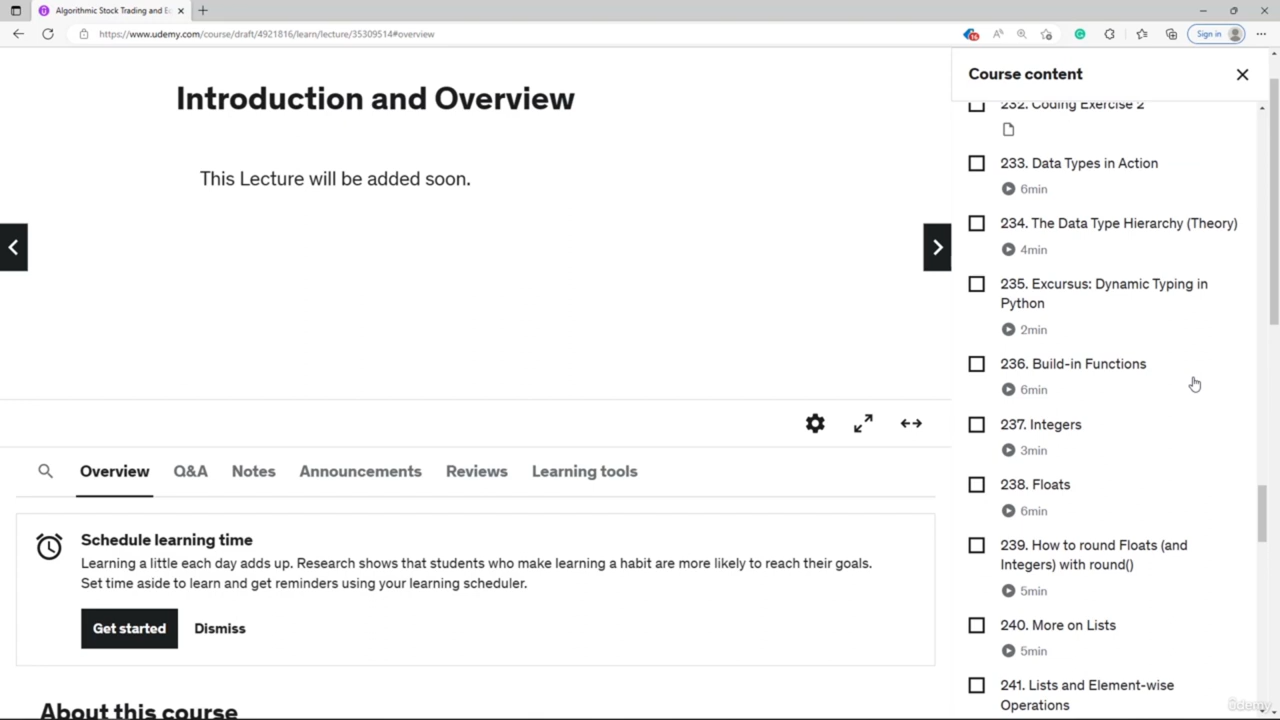 Algorithmic Stock Trading and E
https://www.udemy.com/course/draft/4921816/learn/lecture/35309514#overview
Sign in
Introduction and Overview
This Lecture will be added soon.
Overview
Q&A
Notes
Announcements
Reviews
Learning tools
Schedule learning time
Learning a little each day adds up. Research shows that students who make learning a habit are more likely to reach their goals.
Set time aside to learn and get reminders using your learning scheduler.
Get started
Dismiss
About this course
Course content
232. Coding Exercise 2
233. Data Types in Action
6min
234. The Data Type Hierarchy (Theory)
4min
235. Excursus: Dynamic Typing in
Python
2min
236. Build-in Functions
6min
237. Integers
3min
238. Floats
6min
239. How to round Floats (and
Integers) with round()
5min
240. More on Lists
5min
241. Lists and Element-wise
Operations
ûdemy